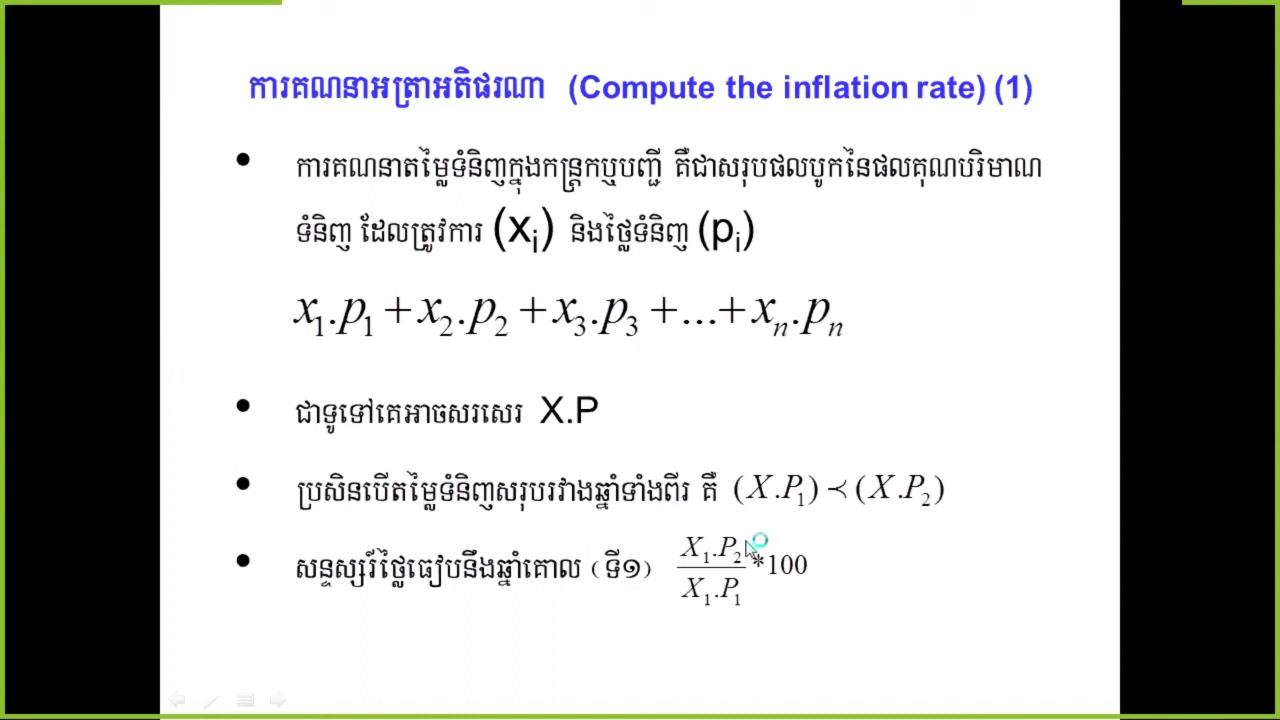 ការគណនាអត្រាអតិផរណា (Compute the inflation rate) (1)
• ការគណនាតម្លៃទំនិញក្នុងកន្ត្រកឬបញ្ជី គឺជាសរុបផលបូកនៃផលគុណបរិមាណ
ទំនិញ ដែលត្រូវការ (xᵢ) និងថ្លៃទំនិញ (pᵢ)
x₁.p₁ + x₂.p₂ + x₃.p₃ + ... + xₙ.pₙ
• ជាទូទៅគេអាចសរសេរ X.P
• ប្រសិនបើតម្លៃទំនិញសរុបរវាងឆ្នាំទាំងពីរ គឺ (X.P₁) ≺ (X.P₂)
• សន្ទស្សរ៍ថ្លៃធៀបនឹងឆ្នាំគោល (ទី១) X₁.P₂ / X₁.P₁ *100